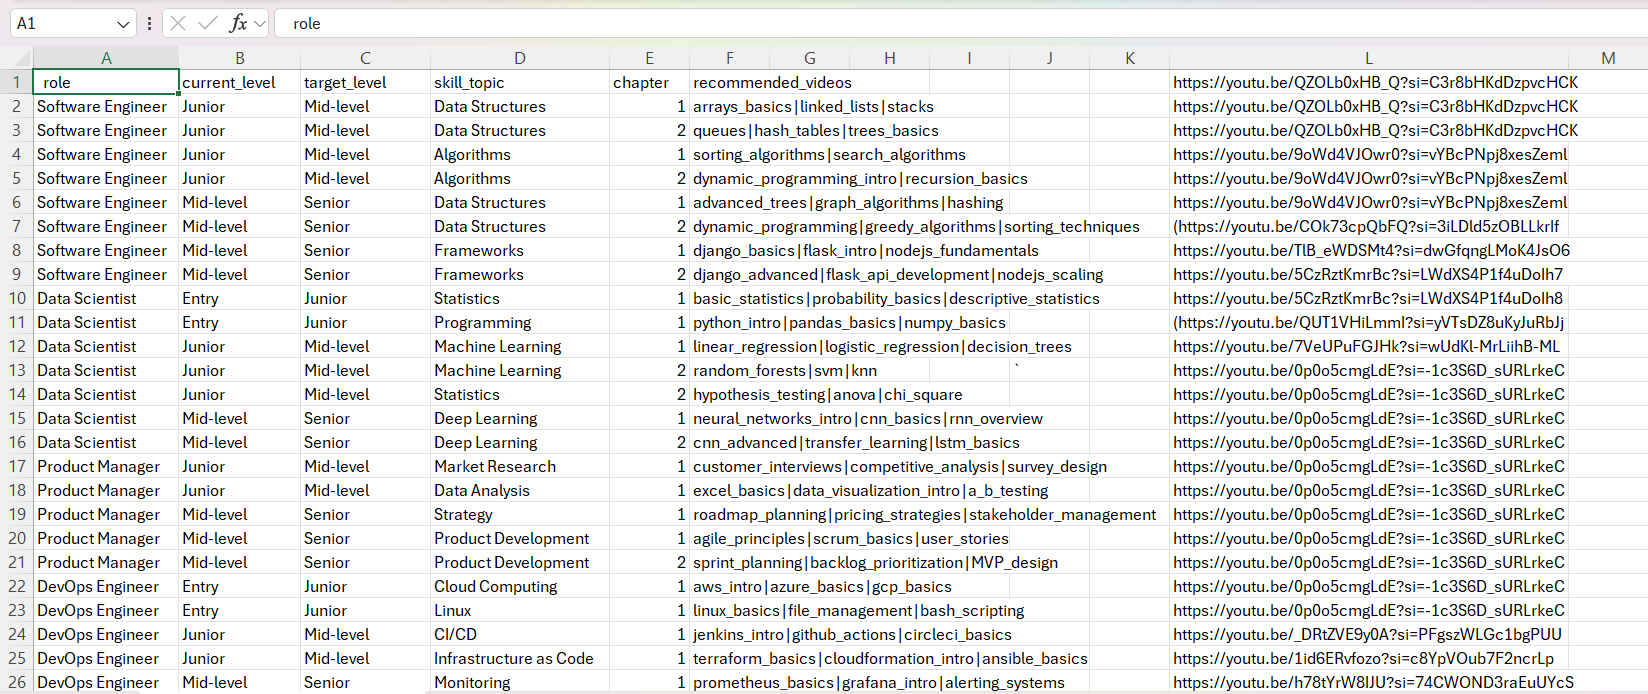 A1 fx role
A B C D E F G H I J K L M
1 role current_level target_level skill_topic chapter recommended_videos https://youtu.be/QZOLb0xHB_Q?si=C3r8bHKdDzpvcHCK
2 Software Engineer Junior Mid-level Data Structures 1 arrays_basics|linked_lists|stacks https://youtu.be/QZOLb0xHB_Q?si=C3r8bHKdDzpvcHCK
3 Software Engineer Junior Mid-level Data Structures 2 queues|hash_tables|trees_basics https://youtu.be/QZOLb0xHB_Q?si=C3r8bHKdDzpvcHCK
4 Software Engineer Junior Mid-level Algorithms 1 sorting_algorithms|search_algorithms https://youtu.be/9oWd4VJOwr0?si=vYBcPNpj8xesZeml
5 Software Engineer Junior Mid-level Algorithms 2 dynamic_programming_intro|recursion_basics https://youtu.be/9oWd4VJOwr0?si=vYBcPNpj8xesZeml
6 Software Engineer Mid-level Senior Data Structures 1 advanced_trees|graph_algorithms|hashing https://youtu.be/9oWd4VJOwr0?si=vYBcPNpj8xesZeml
7 Software Engineer Mid-level Senior Data Structures 2 dynamic_programming|greedy_algorithms|sorting_techniques (https://youtu.be/COk73cpQbFQ?si=3iLDld5zOBLLkrlf
8 Software Engineer Mid-level Senior Frameworks 1 django_basics|flask_intro|nodejs_fundamentals https://youtu.be/TlB_eWDSMt4?si=dwGfqngLMoK4JsO6
9 Software Engineer Mid-level Senior Frameworks 2 django_advanced|flask_api_development|nodejs_scaling https://youtu.be/5CzRztKmrBc?si=LWdXS4P1f4uDoIh7
10 Data Scientist Entry Junior Statistics 1 basic_statistics|probability_basics|descriptive_statistics https://youtu.be/5CzRztKmrBc?si=LWdXS4P1f4uDoIh8
11 Data Scientist Entry Junior Programming 1 python_intro|pandas_basics|numpy_basics (https://youtu.be/QUT1VHiLmmI?si=yVTsDZ8uKyJuRbJj
12 Data Scientist Junior Mid-level Machine Learning 1 linear_regression|logistic_regression|decision_trees https://youtu.be/7VeUPuFGJHk?si=wUdKl-MrLiihB-ML
13 Data Scientist Junior Mid-level Machine Learning 2 random_forests|svm|knn ` https://youtu.be/0p0o5cmgLdE?si=-1c3S6D_sURLrkeC
14 Data Scientist Junior Mid-level Statistics 2 hypothesis_testing|anova|chi_square https://youtu.be/0p0o5cmgLdE?si=-1c3S6D_sURLrkeC
15 Data Scientist Mid-level Senior Deep Learning 1 neural_networks_intro|cnn_basics|rnn_overview https://youtu.be/0p0o5cmgLdE?si=-1c3S6D_sURLrkeC
16 Data Scientist Mid-level Senior Deep Learning 2 cnn_advanced|transfer_learning|lstm_basics https://youtu.be/0p0o5cmgLdE?si=-1c3S6D_sURLrkeC
17 Product Manager Junior Mid-level Market Research 1 customer_interviews|competitive_analysis|survey_design https://youtu.be/0p0o5cmgLdE?si=-1c3S6D_sURLrkeC
18 Product Manager Junior Mid-level Data Analysis 1 excel_basics|data_visualization_intro|a_b_testing https://youtu.be/0p0o5cmgLdE?si=-1c3S6D_sURLrkeC
19 Product Manager Mid-level Senior Strategy 1 roadmap_planning|pricing_strategies|stakeholder_management https://youtu.be/0p0o5cmgLdE?si=-1c3S6D_sURLrkeC
20 Product Manager Mid-level Senior Product Development 1 agile_principles|scrum_basics|user_stories https://youtu.be/0p0o5cmgLdE?si=-1c3S6D_sURLrkeC
21 Product Manager Mid-level Senior Product Development 2 sprint_planning|backlog_prioritization|MVP_design https://youtu.be/0p0o5cmgLdE?si=-1c3S6D_sURLrkeC
22 DevOps Engineer Entry Junior Cloud Computing 1 aws_intro|azure_basics|gcp_basics https://youtu.be/0p0o5cmgLdE?si=-1c3S6D_sURLrkeC
23 DevOps Engineer Entry Junior Linux 1 linux_basics|file_management|bash_scripting https://youtu.be/0p0o5cmgLdE?si=-1c3S6D_sURLrkeC
24 DevOps Engineer Junior Mid-level CI/CD 1 jenkins_intro|github_actions|circleci_basics https://youtu.be/_DRtZVE9y0A?si=PFgszWLGc1bgPUU
25 DevOps Engineer Junior Mid-level Infrastructure as Code 1 terraform_basics|cloudformation_intro|ansible_basics https://youtu.be/1id6ERvfozo?si=c8YpVOub7F2ncrLp
26 DevOps Engineer Mid-level Senior Monitoring 1 prometheus_basics|grafana_intro|alerting_systems https://youtu.be/h78tYrW8IJU?si=74CWOND3raEuUYcS